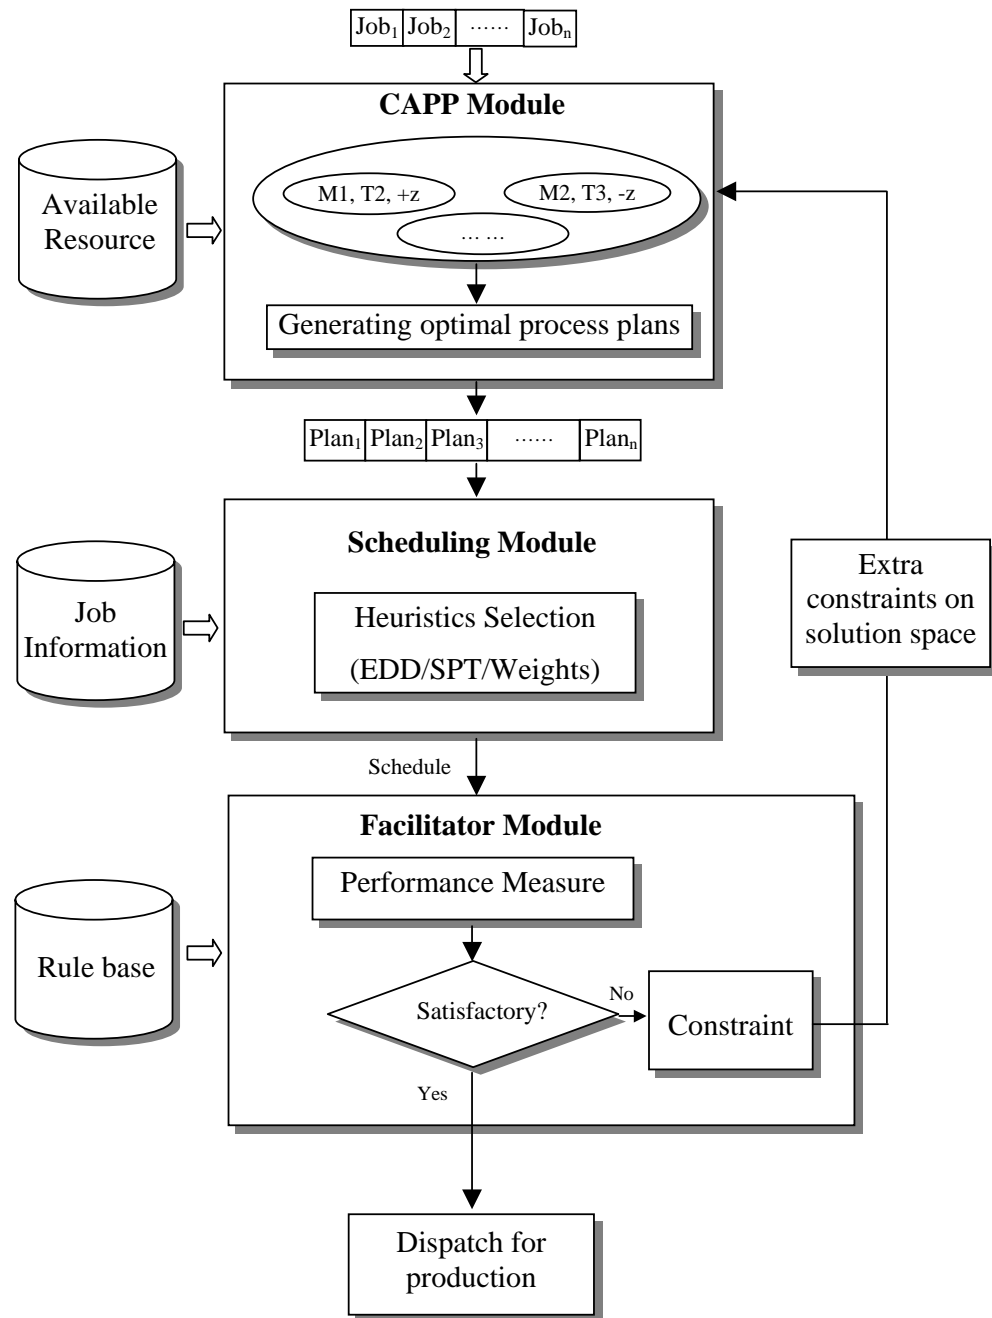 Job1 Job2 ...... Jobn
CAPP Module
M1, T2, +z
M2, T3, -z
... ...
Available
Resource
Generating optimal process plans
Plan1 Plan2 Plan3 ...... Plann
Scheduling Module
Heuristics Selection
(EDD/SPT/Weights)
Job
Information
Extra
constraints on
solution space
Schedule
Facilitator Module
Performance Measure
Rule base
Satisfactory?
No
Constraint
Yes
Dispatch for
production